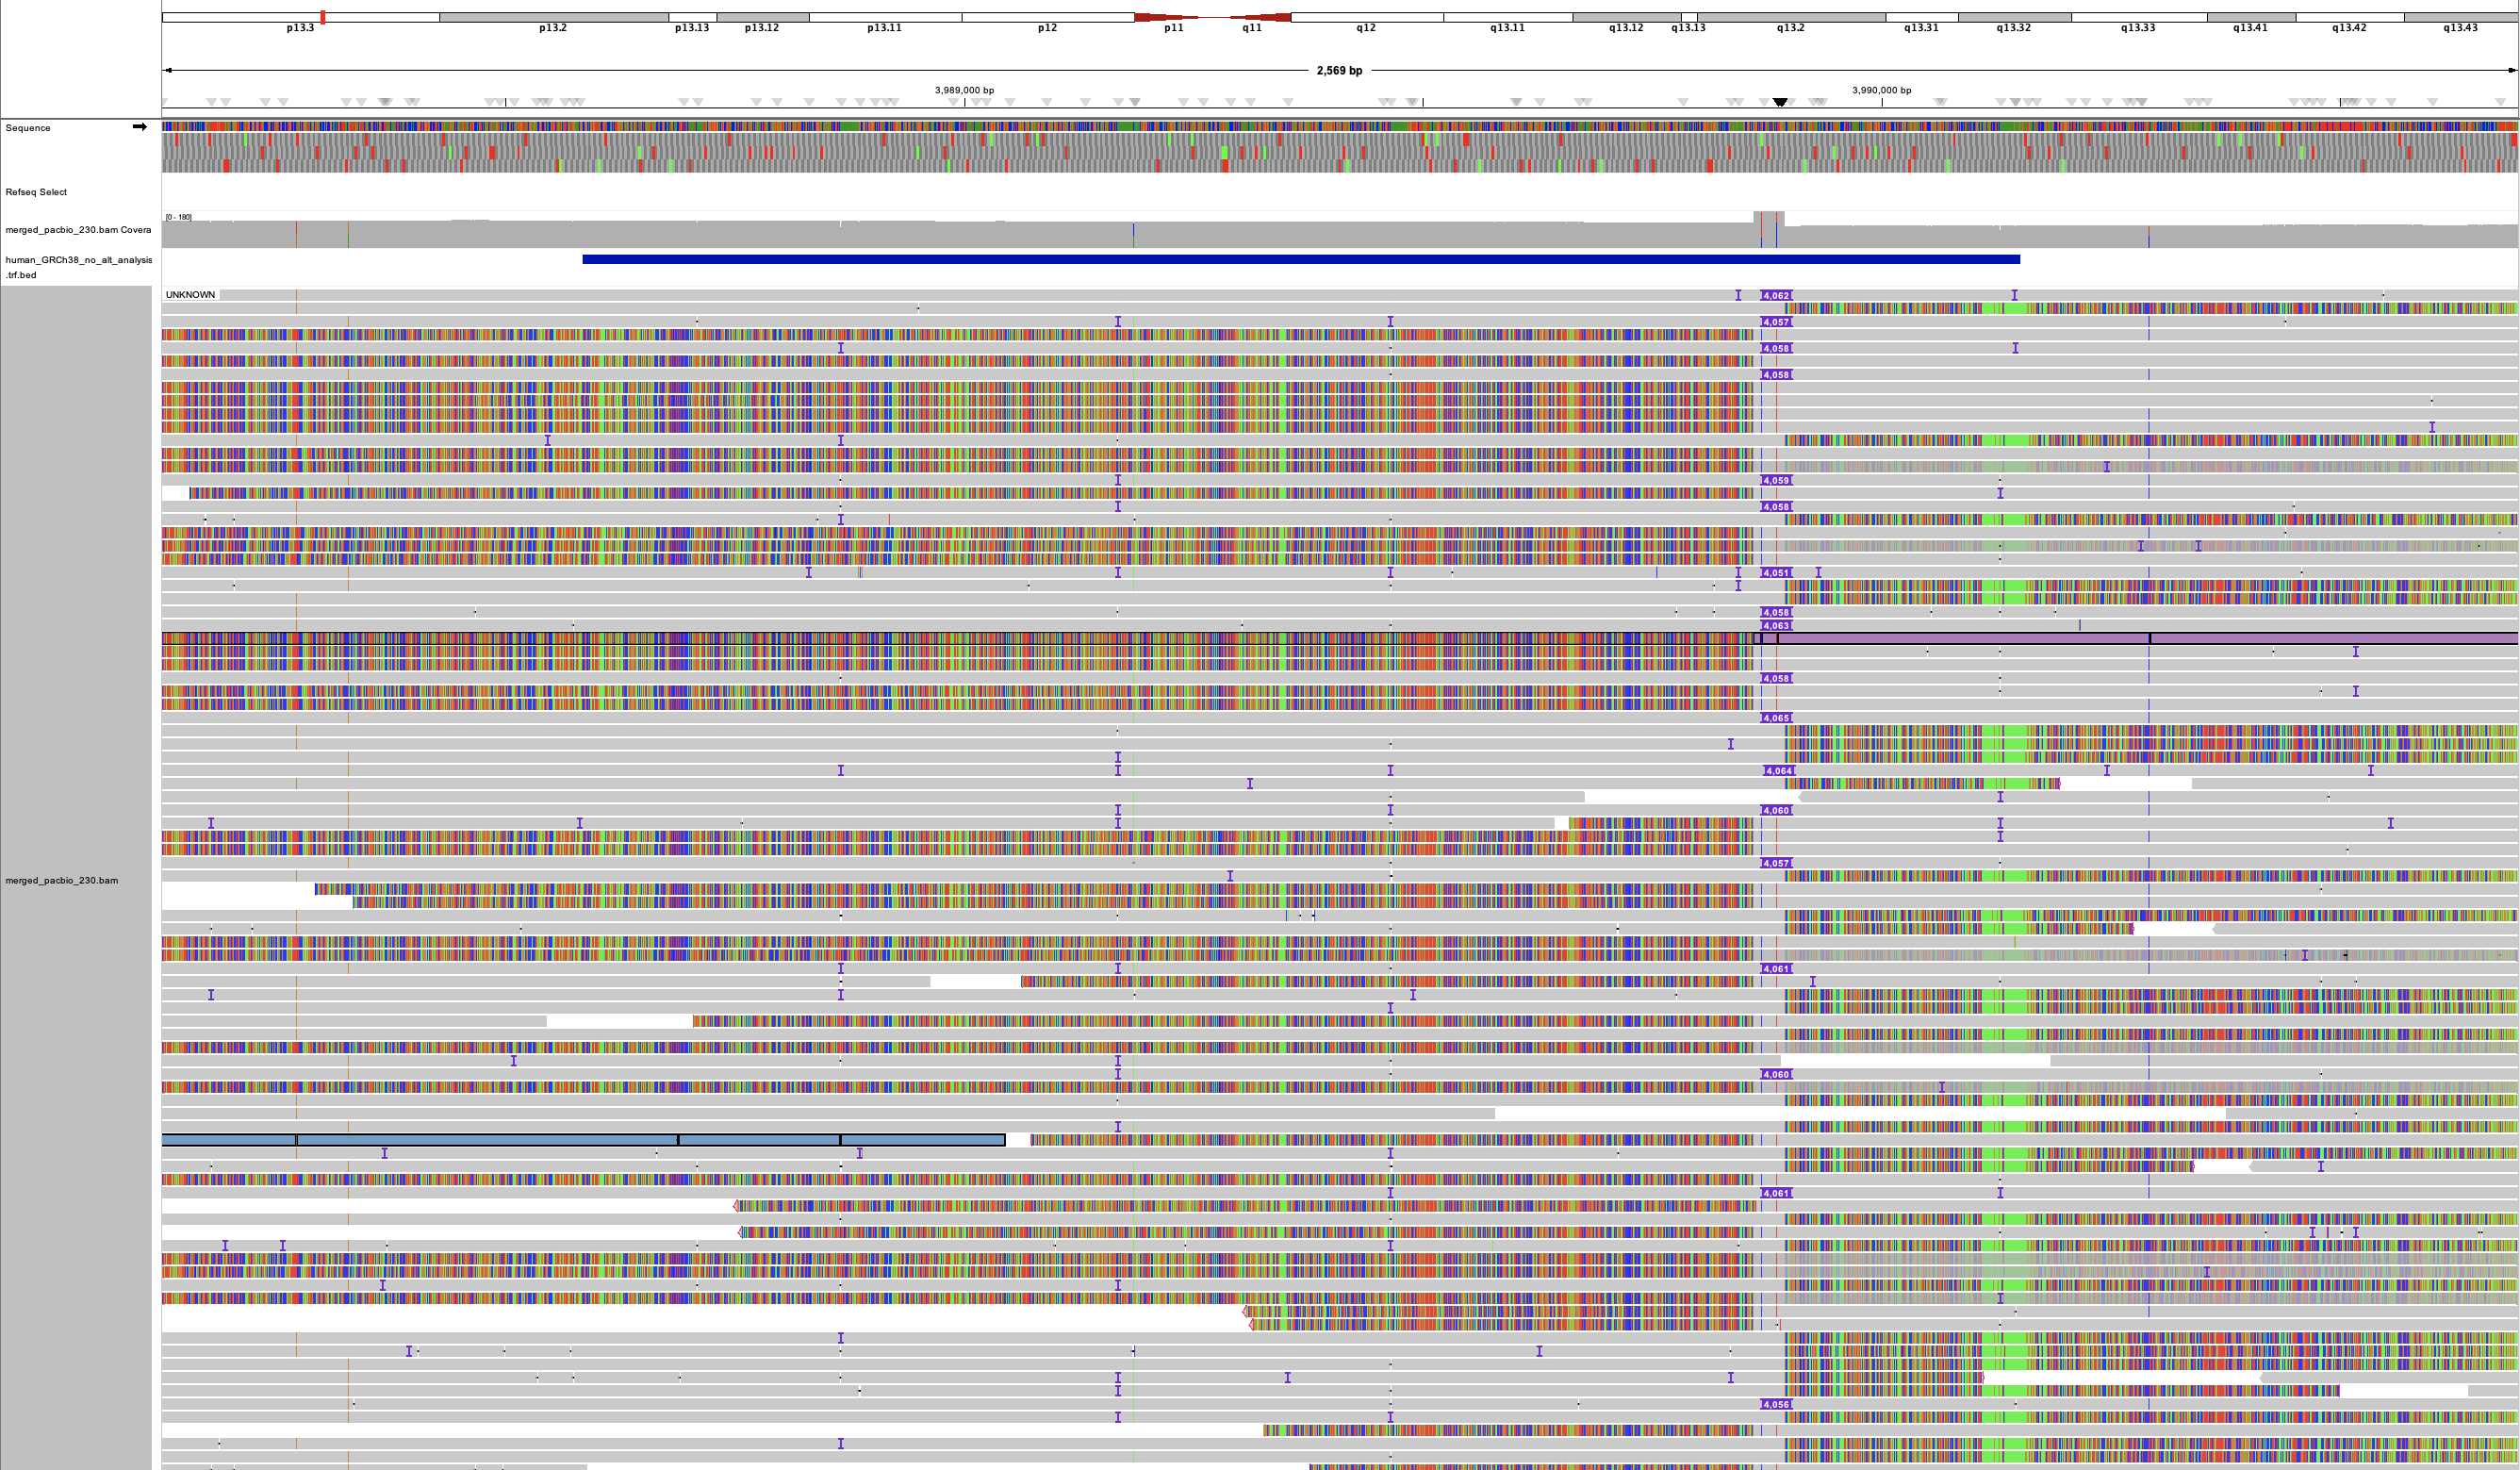 p13.3 p13.2 p13.13 p13.12 p13.11 p12 p11 q11 q12 q13.11 q13.12 q13.13 q13.2 q13.31 q13.32 q13.33 q13.41 q13.42 q13.43
2,569 bp
3,989,000 bp 3,990,000 bp
Sequence
Refseq Select
[0 - 180]
merged_pacbio_230.bam Covera
human_GRCh38_no_alt_analysis
.trf.bed
UNKNOWN 4,062
4,057
4,058
4,058
4,059
4,058
4,051
4,058
4,063
4,058
4,065
4,064
4,060
4,057
merged_pacbio_230.bam
4,061
4,060
4,061
4,056